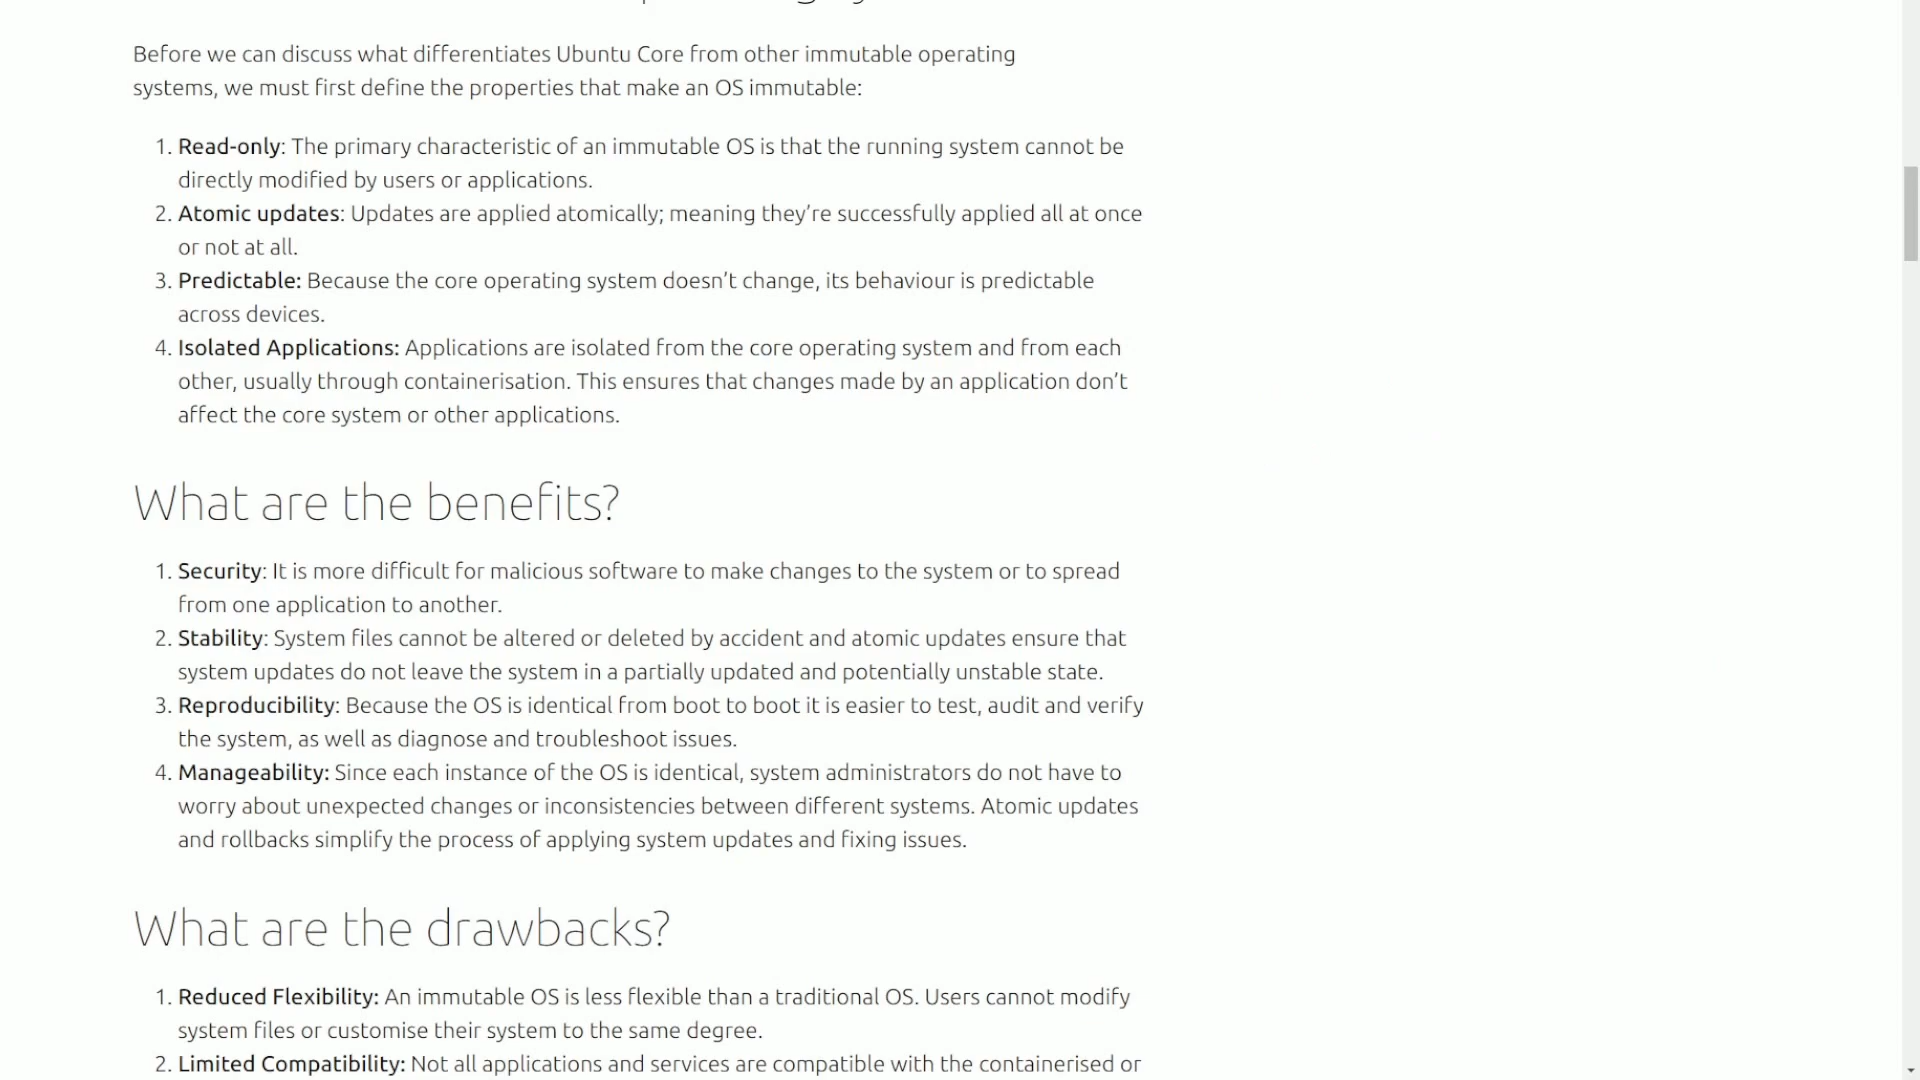 Before we can discuss what differentiates Ubuntu Core from other immutable operating
systems, we must first define the properties that make an OS immutable:
1. Read-only: The primary characteristic of an immutable OS is that the running system cannot be
directly modified by users or applications.
2. Atomic updates: Updates are applied atomically; meaning they’re successfully applied all at once
or not at all.
3. Predictable: Because the core operating system doesn’t change, its behaviour is predictable
across devices.
4. Isolated Applications: Applications are isolated from the core operating system and from each
other, usually through containerisation. This ensures that changes made by an application don’t
affect the core system or other applications.
What are the benefits?
1. Security: It is more difficult for malicious software to make changes to the system or to spread
from one application to another.
2. Stability: System files cannot be altered or deleted by accident and atomic updates ensure that
system updates do not leave the system in a partially updated and potentially unstable state.
3. Reproducibility: Because the OS is identical from boot to boot it is easier to test, audit and verify
the system, as well as diagnose and troubleshoot issues.
4. Manageability: Since each instance of the OS is identical, system administrators do not have to
worry about unexpected changes or inconsistencies between different systems. Atomic updates
and rollbacks simplify the process of applying system updates and fixing issues.
What are the drawbacks?
1. Reduced Flexibility: An immutable OS is less flexible than a traditional OS. Users cannot modify
system files or customise their system to the same degree.
2. Limited Compatibility: Not all applications and services are compatible with the containerised or